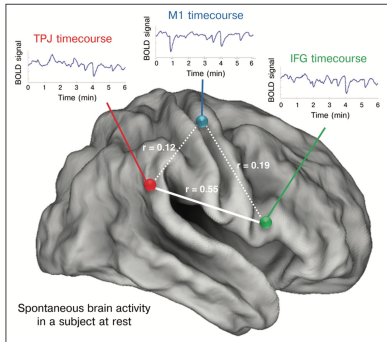 M1 timecourse
BOLD signal
0 1 2 3 4 5 6
Time (min)
TPJ timecourse
BOLD signal
0 1 2 3 4 5 6
Time (min)
IFG timecourse
BOLD signal
0 1 2 3 4 5 6
Time (min)
r = 0.12
r = 0.19
r = 0.55
Spontaneous brain activity
in a subject at rest